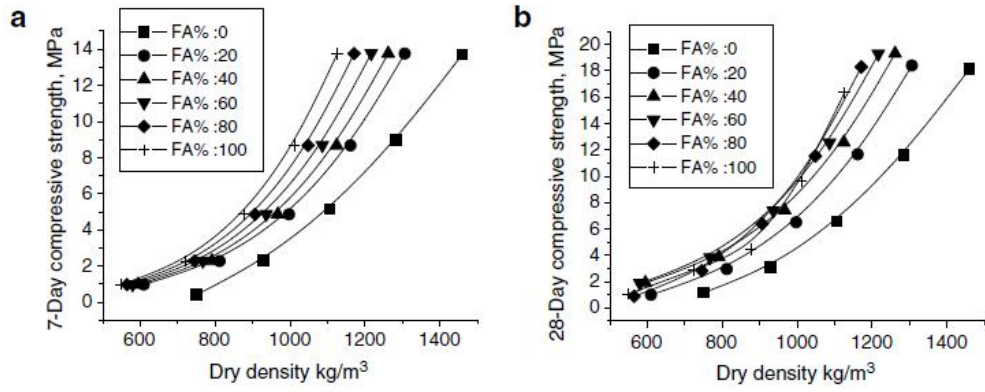 a
FA% :0
FA% :20
FA% :40
FA% :60
FA% :80
FA% :100
7-Day compressive strength, MPa
14
12
10
8
6
4
2
0
600 800 1000 1200 1400
Dry density kg/m³
b
FA% :0
FA% :20
FA% :40
FA% :60
FA% :80
FA% :100
28-Day compressive strength, MPa
20
18
16
14
12
10
8
6
4
2
0
600 800 1000 1200 1400
Dry density kg/m³